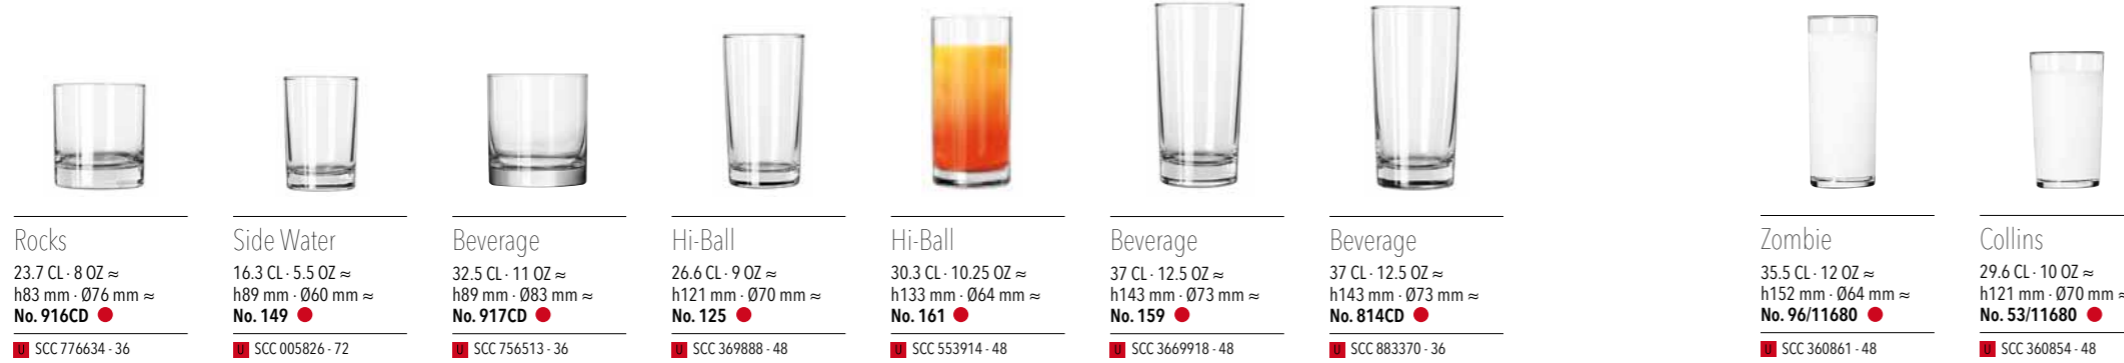 Rocks
23.7 CL · 8 OZ ≈
h83 mm · Ø76 mm ≈
No. 916CD
U SCC 776634 - 36
Side Water
16.3 CL · 5.5 OZ ≈
h89 mm · Ø60 mm ≈
No. 149
U SCC 005826 - 72
Beverage
32.5 CL · 11 OZ ≈
h89 mm · Ø83 mm ≈
No. 917CD
U SCC 756513 - 36
Hi-Ball
26.6 CL · 9 OZ ≈
h121 mm · Ø70 mm ≈
No. 125
U SCC 369888 - 48
Hi-Ball
30.3 CL · 10.25 OZ ≈
h133 mm · Ø64 mm ≈
No. 161
U SCC 553914 - 48
Beverage
37 CL · 12.5 OZ ≈
h143 mm · Ø73 mm ≈
No. 159
U SCC 3669918 - 48
Beverage
37 CL · 12.5 OZ ≈
h143 mm · Ø73 mm ≈
No. 814CD
U SCC 883370 - 36
Zombie
35.5 CL · 12 OZ ≈
h152 mm · Ø64 mm ≈
No. 96/11680
U SCC 360861 - 48
Collins
29.6 CL · 10 OZ ≈
h121 mm · Ø70 mm ≈
No. 53/11680
U SCC 360854 - 48